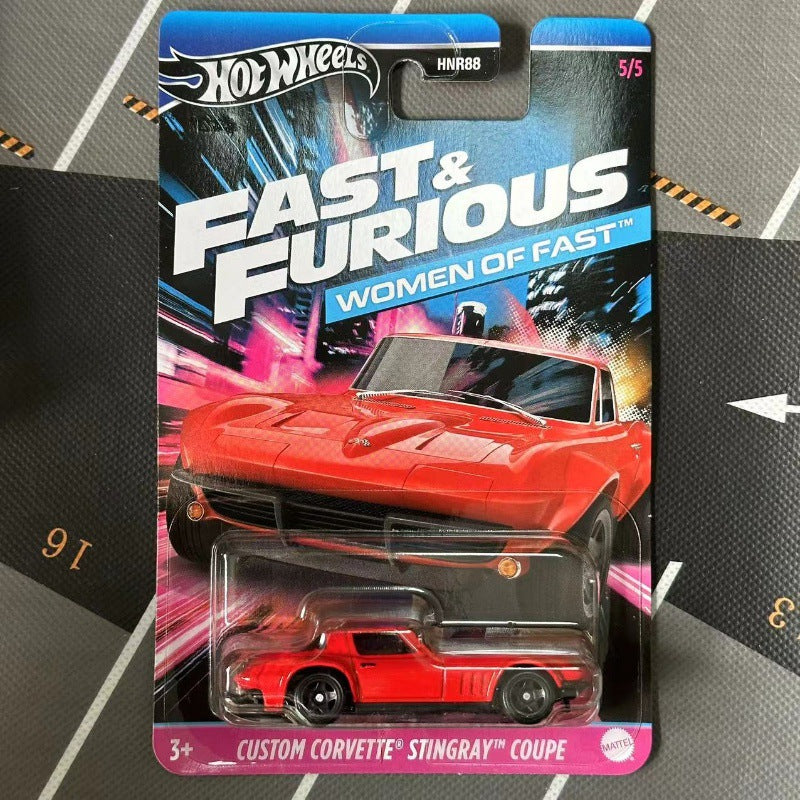 HOT WHEELS
HNR88
5/5
FAST &
FURIOUS
WOMEN OF FAST™
16
3
3+
CUSTOM CORVETTE® STINGRAY™ COUPE
MATTEL